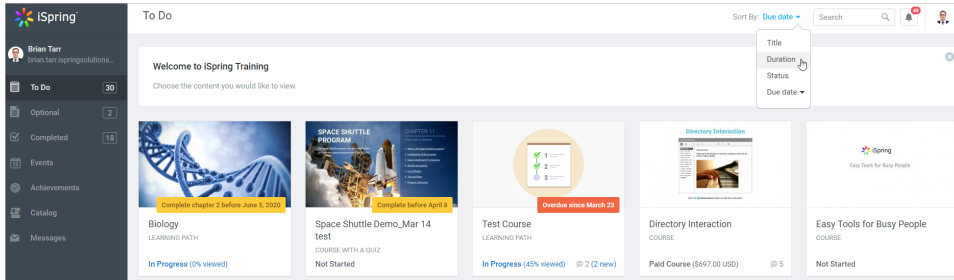 iSpring
To Do
Sort By: Due date
Search
49
Brian Tarr
brian.tarr.ispringsolutions...
Title
Duration
Status
Due date
Welcome to iSpring Training
Choose the content you would like to view.
To Do 30
Optional 2
Completed 18
Events
Achievements
Catalog
Messages
Complete chapter 2 before June 5, 2020
Biology
LEARNING PATH
In Progress (0% viewed)
SPACE SHUTTLE
PROGRAM
CHAPTER 11
Complete before April 8
Space Shuttle Demo_Mar 14
test
COURSE WITH A QUIZ
Not Started
1
2
3
Overdue since March 23
Test Course
LEARNING PATH
In Progress (45% viewed) 2 (2 new)
Directory Interaction
Directory Interaction
COURSE
Paid Course ($697.00 USD) 5
iSpring
Easy Tools for Busy People
Easy Tools for Busy People
COURSE
Not Started